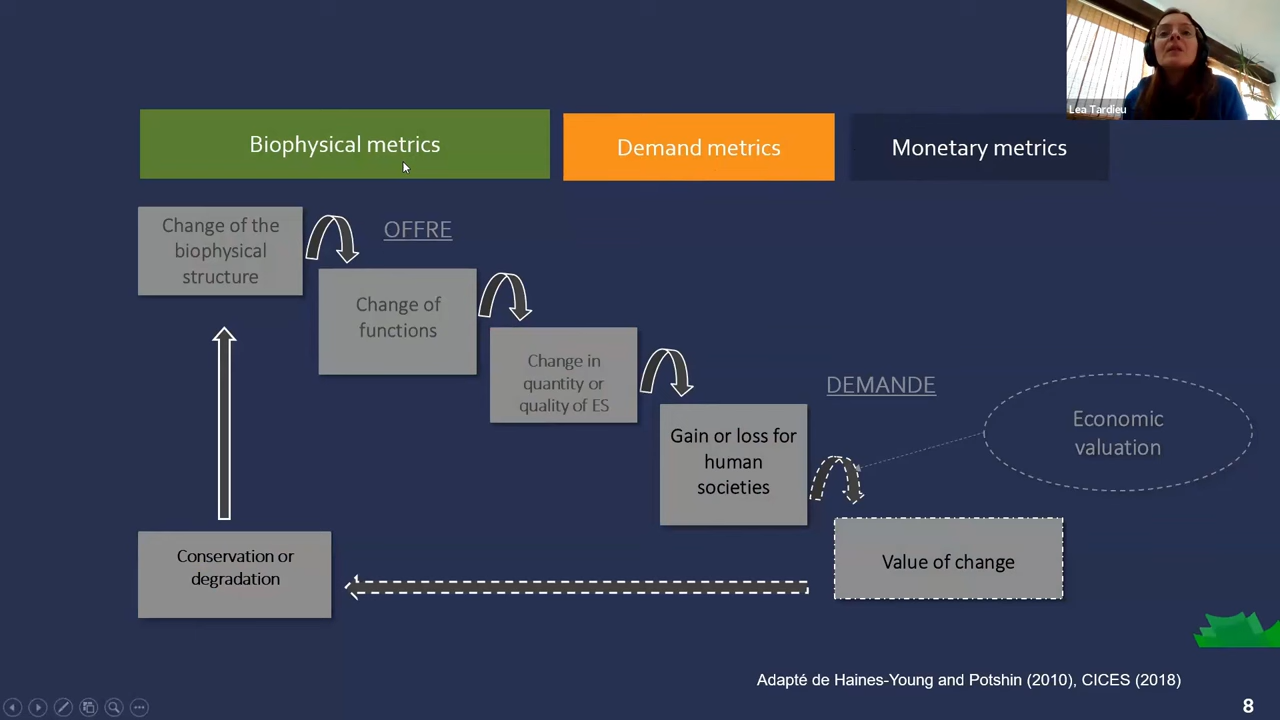 Lea Tardieu
Biophysical metrics
Demand metrics
Monetary metrics
Change of the
biophysical
structure
OFFRE
Change of
functions
Change in
quantity or
quality of ES
DEMANDE
Gain or loss for
human
societies
Economic
valuation
Value of change
Conservation or
degradation
Adapté de Haines-Young and Potshin (2010), CICES (2018)
8